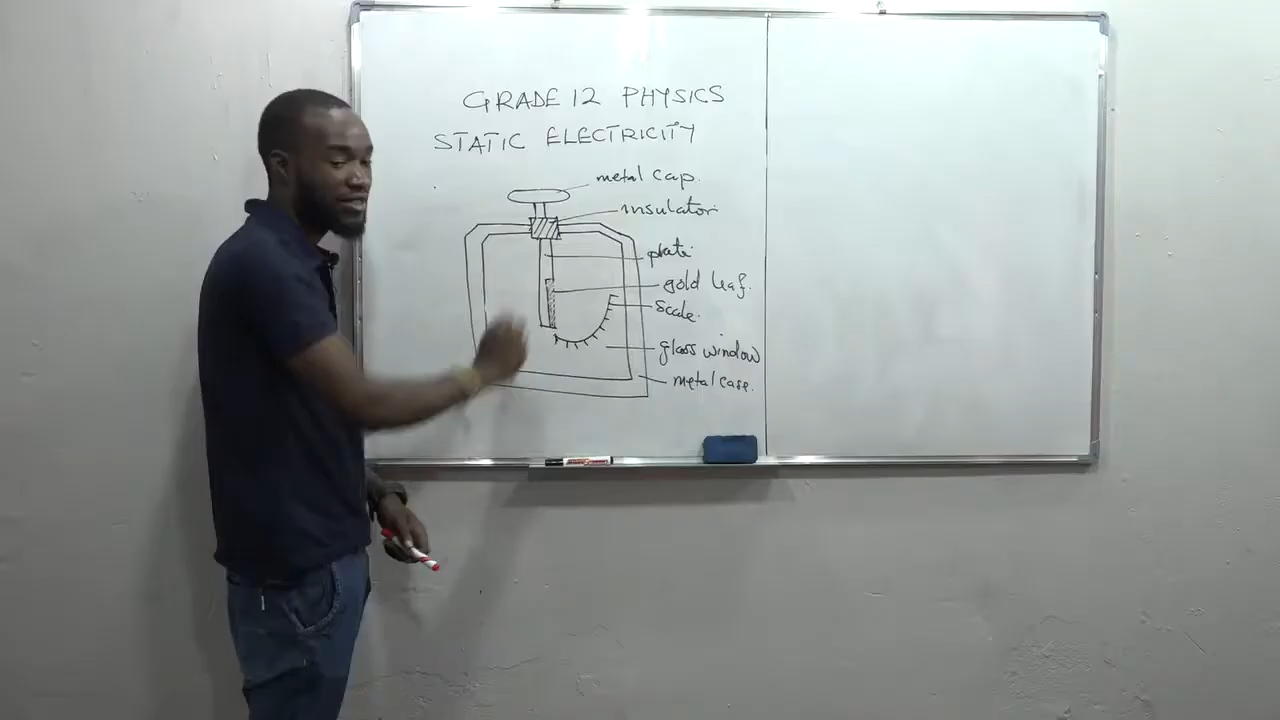 GRADE 12 PHYSICS
STATIC ELECTRICITY
metal cap.
insulator
plate
gold leaf.
scale.
glass window
metal case.